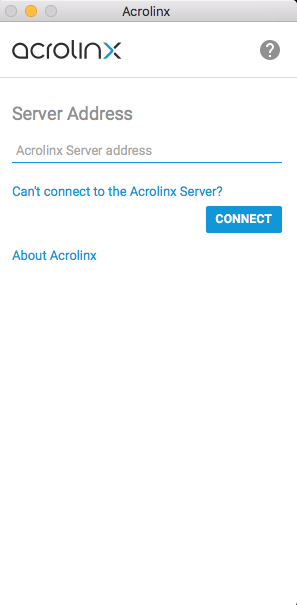 Acrolinx
acrolinx
?
Server Address
Acrolinx Server address
Can't connect to the Acrolinx Server?
CONNECT
About Acrolinx